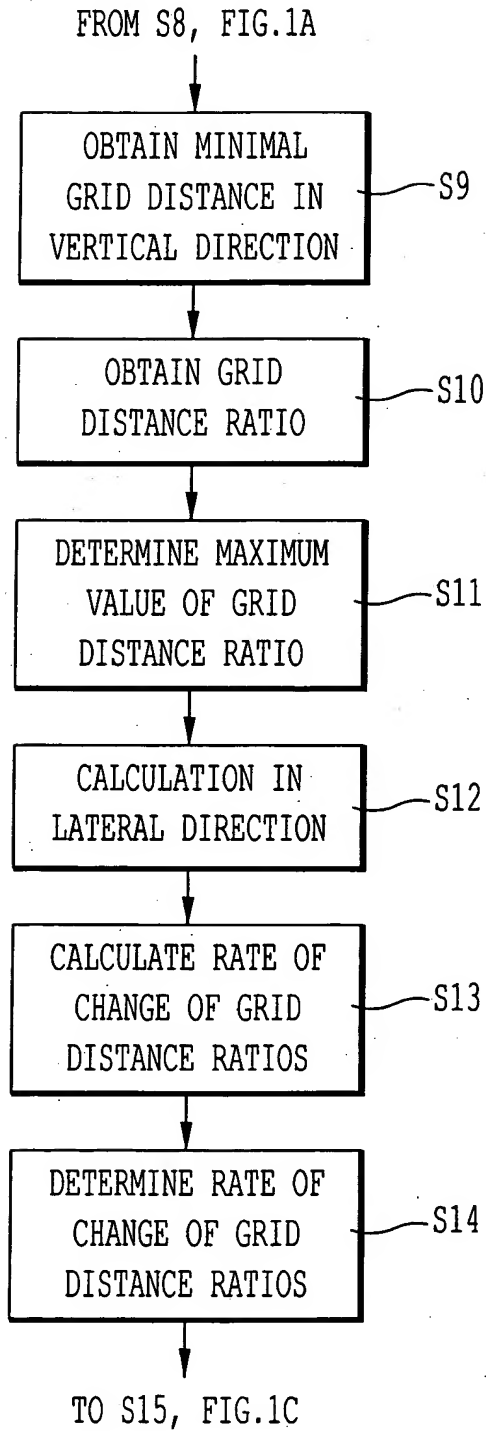 FROM S8, FIG.1A
OBTAIN MINIMAL
GRID DISTANCE IN
VERTICAL DIRECTION
S9
OBTAIN GRID
DISTANCE RATIO
S10
DETERMINE MAXIMUM
VALUE OF GRID
DISTANCE RATIO
S11
CALCULATION IN
LATERAL DIRECTION
S12
CALCULATE RATE OF
CHANGE OF GRID
DISTANCE RATIOS
S13
DETERMINE RATE OF
CHANGE OF GRID
DISTANCE RATIOS
S14
TO S15, FIG.1C